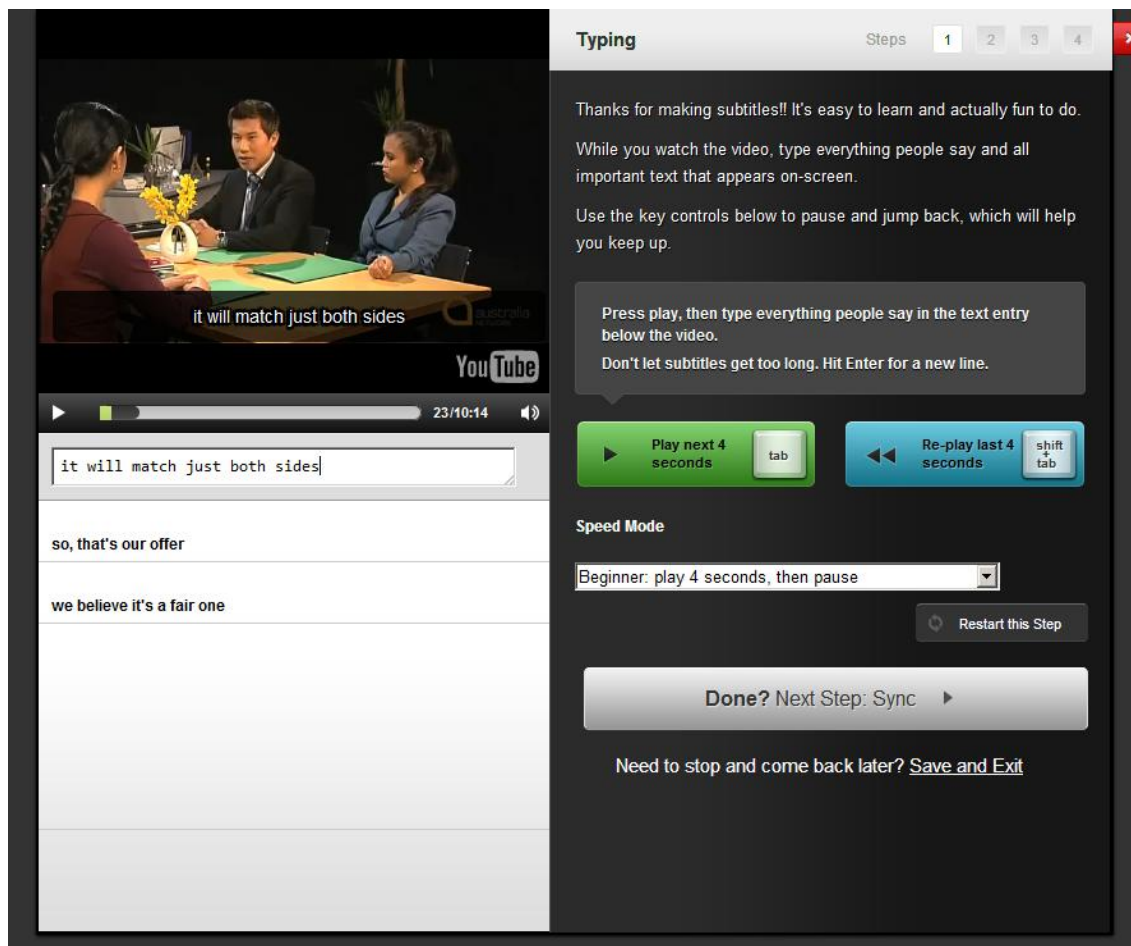 it will match just both sides
australia
NETWORK
YouTube
23/10:14
it will match just both sides
so, that's our offer
we believe it's a fair one
Typing
Steps 1 2 3 4
Thanks for making subtitles!! It's easy to learn and actually fun to do.
While you watch the video, type everything people say and all
important text that appears on-screen.
Use the key controls below to pause and jump back, which will help
you keep up.
Press play, then type everything people say in the text entry
below the video.
Don't let subtitles get too long. Hit Enter for a new line.
Play next 4
seconds
tab
Re-play last 4
seconds
shift
+
tab
Speed Mode
Beginner: play 4 seconds, then pause
Restart this Step
Done? Next Step: Sync
Need to stop and come back later? Save and Exit